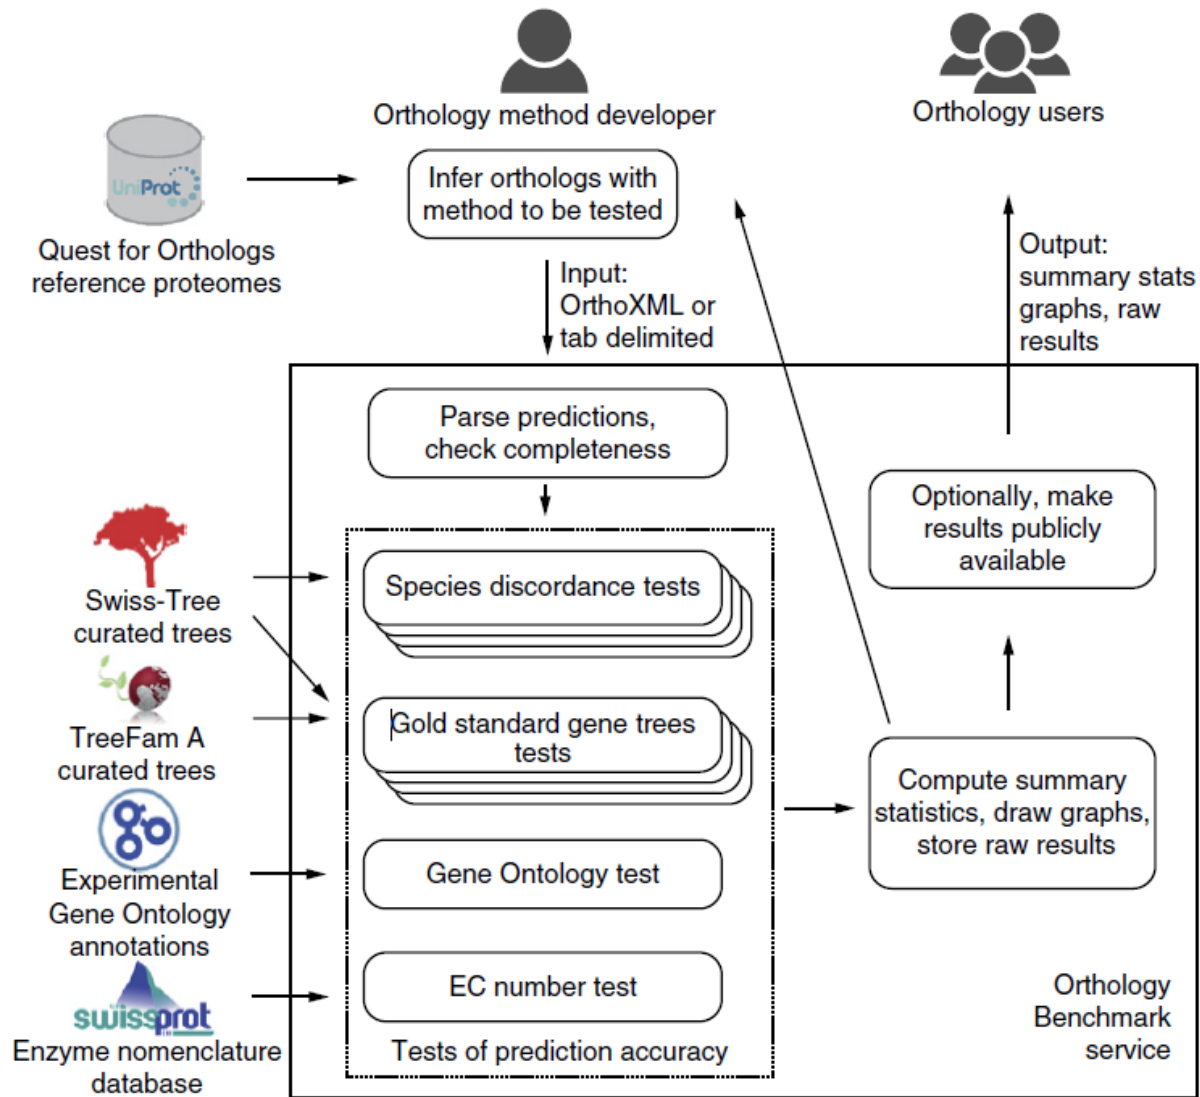 Orthology method developer
Orthology users
UniProt
Infer orthologs with
method to be tested
Quest for Orthologs
reference proteomes
Input:
OrthoXML or
tab delimited
Output:
summary stats
graphs, raw
results
Parse predictions,
check completeness
Optionally, make
results publicly
available
Swiss-Tree
curated trees
Species discordance tests
TreeFam A
curated trees
Gold standard gene trees
tests
Compute summary
statistics, draw graphs,
store raw results
go
Experimental
Gene Ontology
annotations
Gene Ontology test
swissprot
Enzyme nomenclature
database
EC number test
Tests of prediction accuracy
Orthology
Benchmark
service